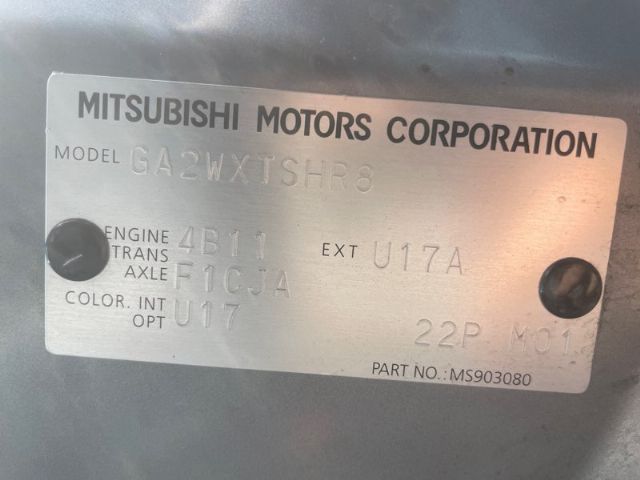 MITSUBISHI MOTORS CORPORATION
MODEL GA2WXTSHR8
ENGINE 4B11 EXT U17A
TRANS AXLE F1CJA
COLOR. INT U17
OPT 22P M01
PART NO.: MS903080